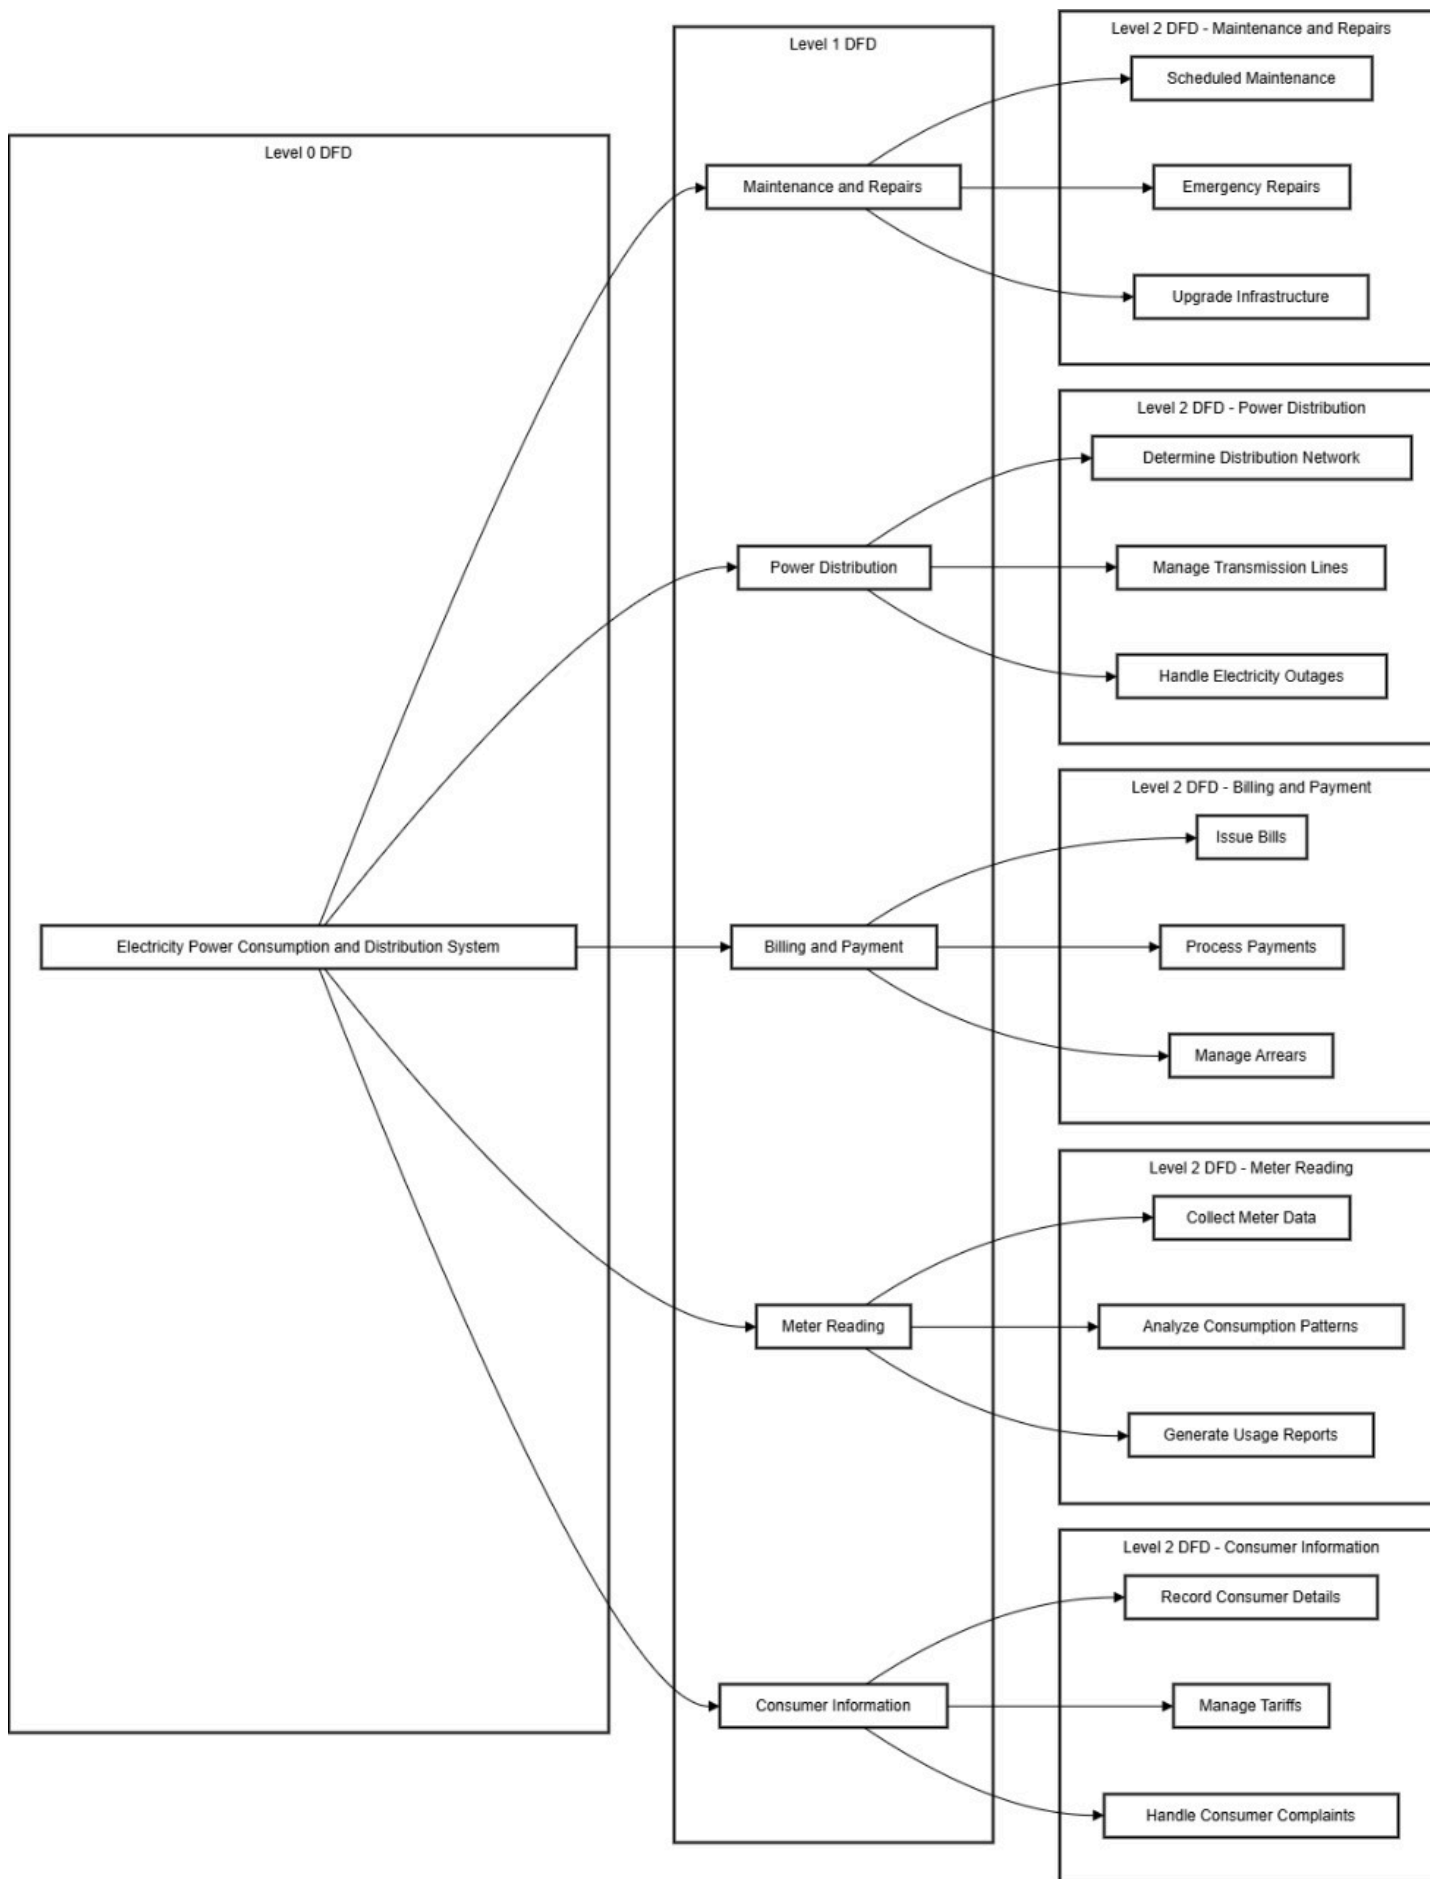 Level 0 DFD
Electricity Power Consumption and Distribution System
Level 1 DFD
Maintenance and Repairs
Power Distribution
Billing and Payment
Meter Reading
Consumer Information
Level 2 DFD - Maintenance and Repairs
Scheduled Maintenance
Emergency Repairs
Upgrade Infrastructure
Level 2 DFD - Power Distribution
Determine Distribution Network
Manage Transmission Lines
Handle Electricity Outages
Level 2 DFD - Billing and Payment
Issue Bills
Process Payments
Manage Arrears
Level 2 DFD - Meter Reading
Collect Meter Data
Analyze Consumption Patterns
Generate Usage Reports
Level 2 DFD - Consumer Information
Record Consumer Details
Manage Tariffs
Handle Consumer Complaints